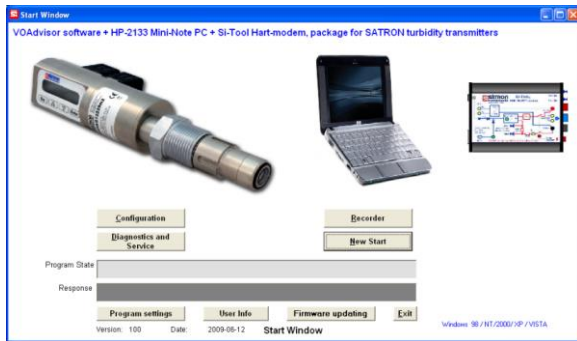 Start Window
VOAdvisor software + HP-2133 Mini-Note PC + Si-Tool Hart-modem, package for SATRON turbidity transmitters
satron
Configuration
Recorder
Diagnostics and
Service
New Start
Program State
Response
Program settings
User Info
Firmware updating
Exit
Version: 100 Date: 2009-06-12 Start Window
Windows 98 / NT/2000/ XP / VISTA